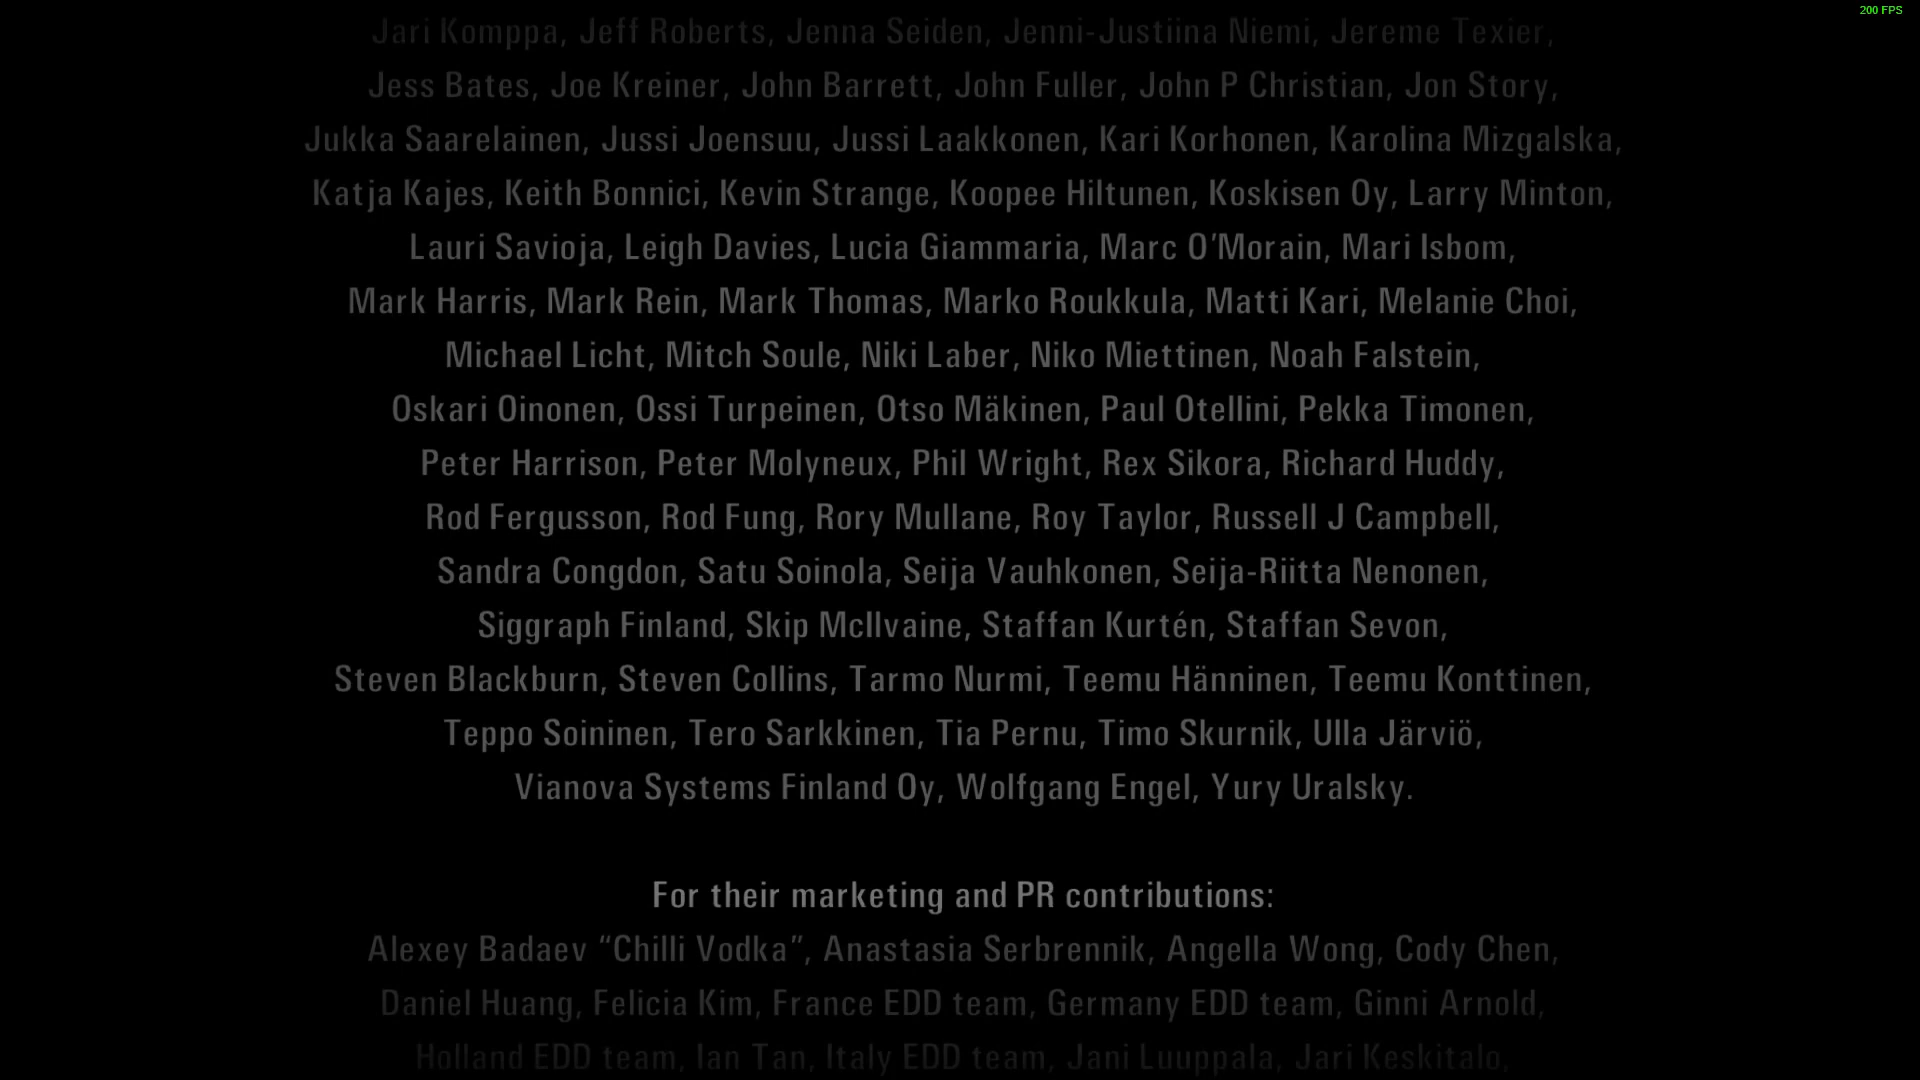 200 FPS
Jari Komppa, Jeff Roberts, Jenna Seiden, Jenni-Justiina Niemi, Jereme Texier,
Jess Bates, Joe Kreiner, John Barrett, John Fuller, John P Christian, Jon Story,
Jukka Saarelainen, Jussi Joensuu, Jussi Laakkonen, Kari Korhonen, Karolina Mizgalska,
Katja Kajes, Keith Bonnici, Kevin Strange, Koopee Hiltunen, Koskisen Oy, Larry Minton,
Lauri Savioja, Leigh Davies, Lucia Giammaria, Marc O’Morain, Mari Isbom,
Mark Harris, Mark Rein, Mark Thomas, Marko Roukkula, Matti Kari, Melanie Choi,
Michael Licht, Mitch Soule, Niki Laber, Niko Miettinen, Noah Falstein,
Oskari Oinonen, Ossi Turpeinen, Otso Mäkinen, Paul Otellini, Pekka Timonen,
Peter Harrison, Peter Molyneux, Phil Wright, Rex Sikora, Richard Huddy,
Rod Fergusson, Rod Fung, Rory Mullane, Roy Taylor, Russell J Campbell,
Sandra Congdon, Satu Soinola, Seija Vauhkonen, Seija-Riitta Nenonen,
Siggraph Finland, Skip McIlvaine, Staffan Kurtén, Staffan Sevon,
Steven Blackburn, Steven Collins, Tarmo Nurmi, Teemu Hänninen, Teemu Konttinen,
Teppo Soininen, Tero Sarkkinen, Tia Pernu, Timo Skurnik, Ulla Järviö,
Vianova Systems Finland Oy, Wolfgang Engel, Yury Uralsky.
For their marketing and PR contributions:
Alexey Badaev “Chilli Vodka”, Anastasia Serbrennik, Angella Wong, Cody Chen,
Daniel Huang, Felicia Kim, France EDD team, Germany EDD team, Ginni Arnold,
Holland EDD team, Ian Tan, Italy EDD team, Jani Luuppala, Jari Keskitalo,